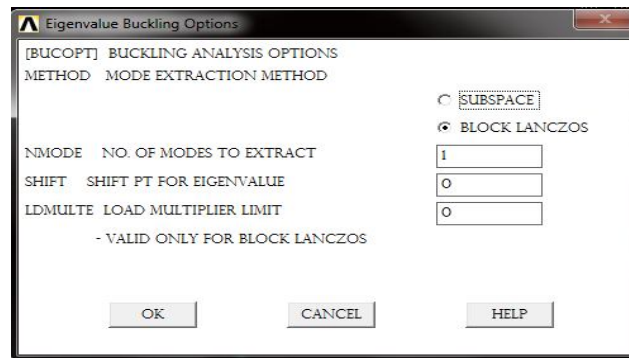 Eigenvalue Buckling Options
[BUCOPT] BUCKLING ANALYSIS OPTIONS
METHOD MODE EXTRACTION METHOD
SUBSPACE
BLOCK LANCZOS
NMODE NO. OF MODES TO EXTRACT 1
SHIFT SHIFT PT FOR EIGENVALUE 0
LDMULTE LOAD MULTIPLIER LIMIT 0
- VALID ONLY FOR BLOCK LANCZOS
OK CANCEL HELP